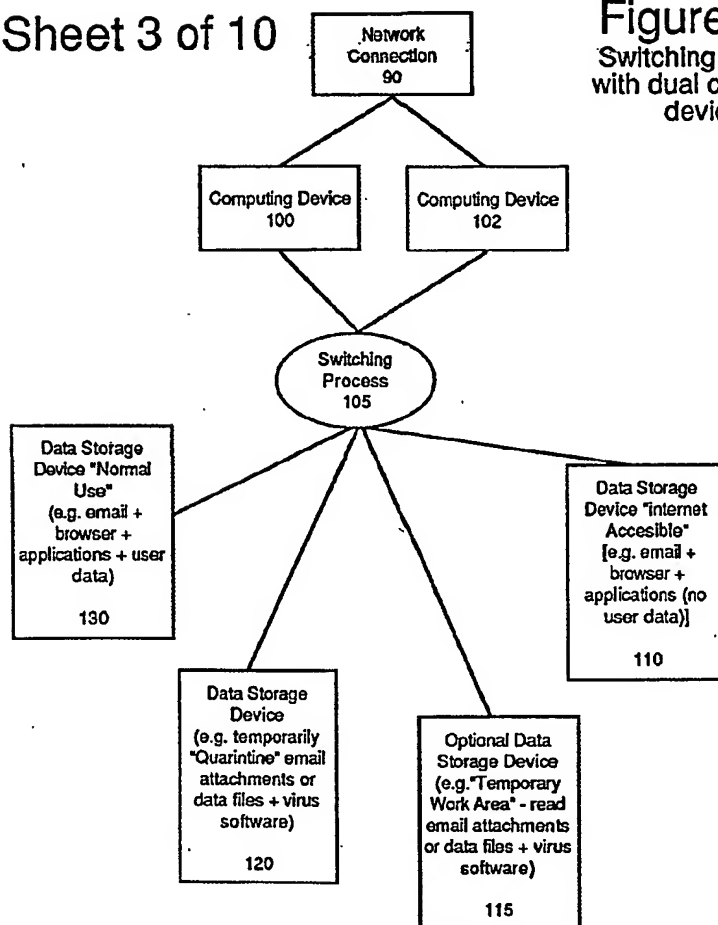 Sheet 3 of 10
Figure
Switching
with dual
Network
Connection
90
Computing Device
100
Computing Device
102
Switching
Process
105
Data Storage
Device "Normal
Use"
(e.g. email +
browser +
applications + user
data)
130
Data Storage
Device "internet
Accesible"
[e.g. email +
browser +
applications (no
user data)]
110
Data Storage
Device
(e.g. temporarily
"Quarintine" email
attachments or
data files + virus
software)
120
Optional Data
Storage Device
(e.g."Temporary
Work Area" - read
email attachments
or data files + virus
software)
115